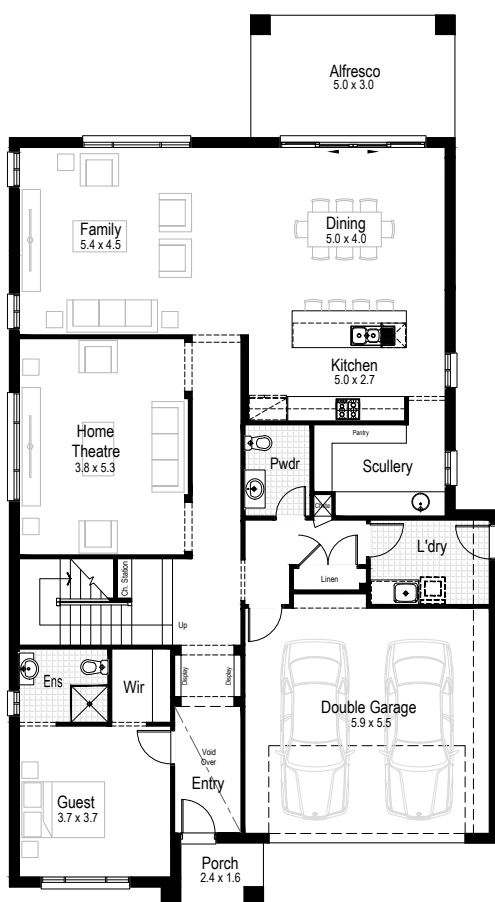 Alfresco
5.0 x 3.0
Family
5.4 x 4.5
Dining
5.0 x 4.0
Kitchen
5.0 x 2.7
Home
Theatre
3.8 x 5.3
Pwdr
Pantry
Scullery
L'dry
Linen
Ch. Station
Up
Ens
Wir
Display
Display
Double Garage
5.9 x 5.5
Void
Over
Entry
Guest
3.7 x 3.7
Porch
2.4 x 1.6